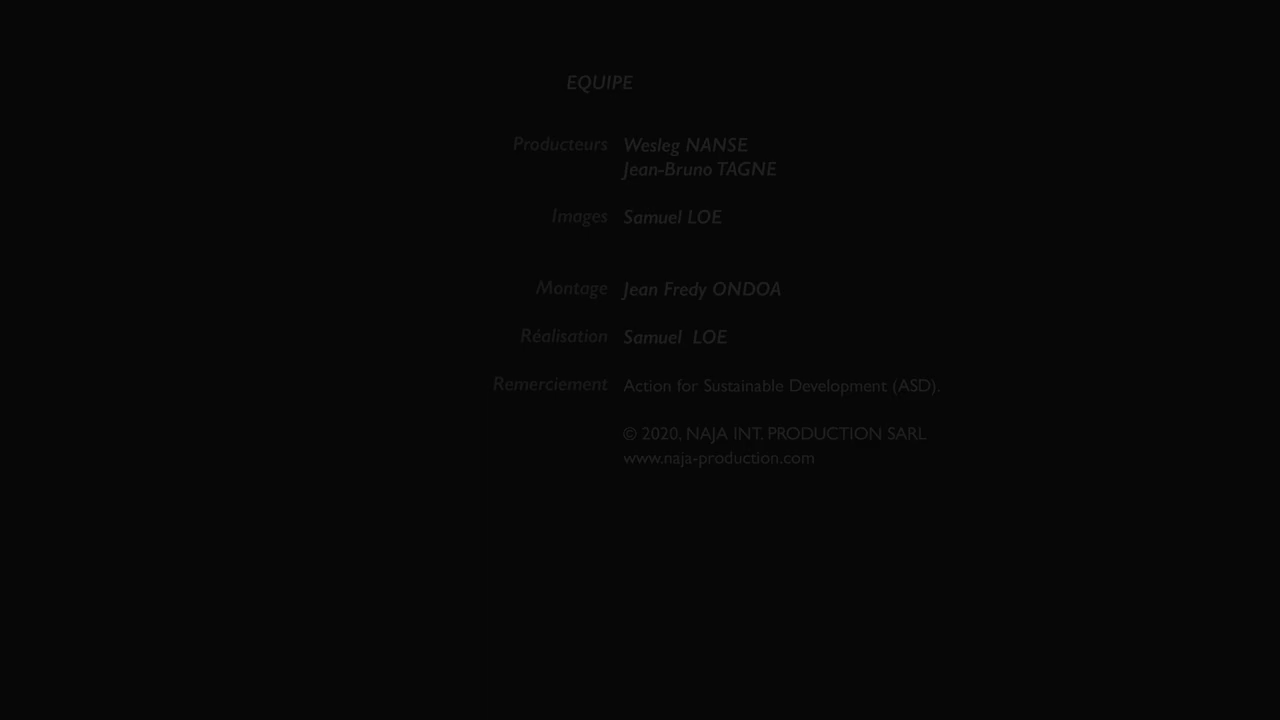 EQUIPE
Producteurs Wesleg NANSE
Jean-Bruno TAGNE
Images Samuel LOE
Montage Jean Fredy ONDOA
Réalisation Samuel LOE
Remerciement Action for Sustainable Development (ASD).
© 2020, NAJA INT. PRODUCTION SARL
www.naja-production.com